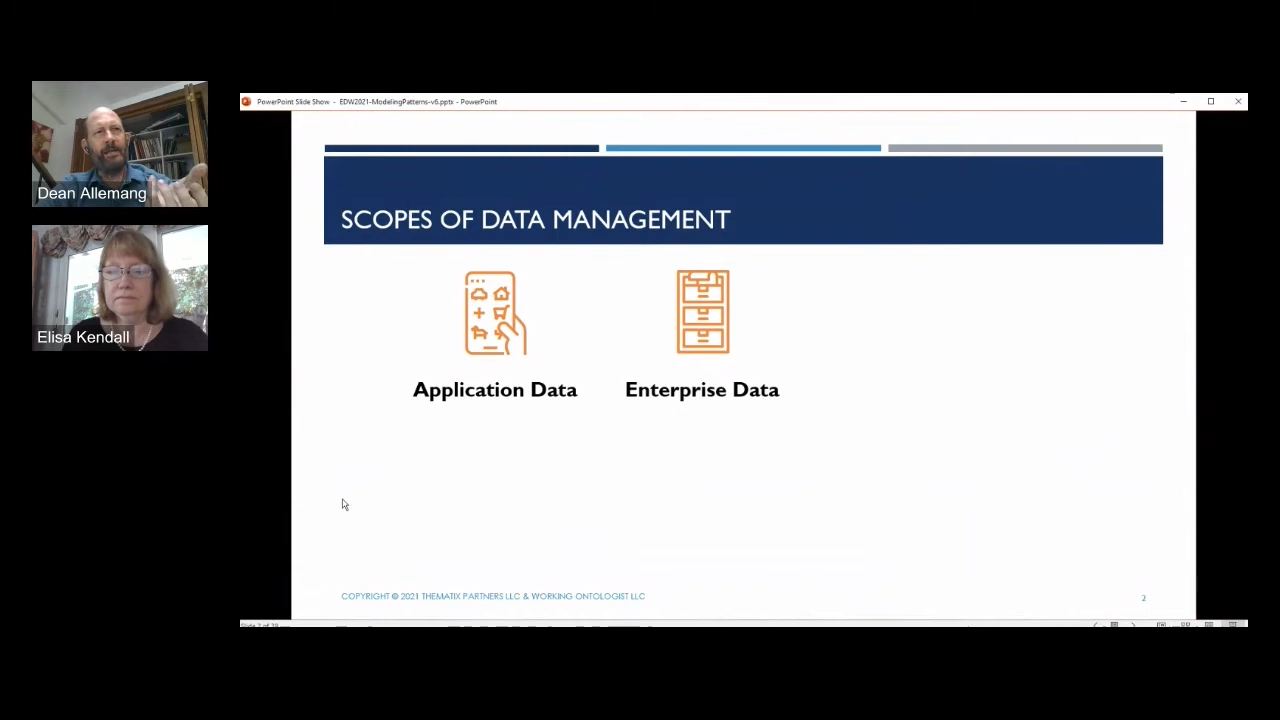 PowerPoint Slide Show - EDW2021-ModelingPatterns-v6.pptx - PowerPoint
Dean Allemang
Elisa Kendall
SCOPES OF DATA MANAGEMENT
Application Data
Enterprise Data
COPYRIGHT © 2021 THEMATIX PARTNERS LLC & WORKING ONTOLOGIST LLC
2